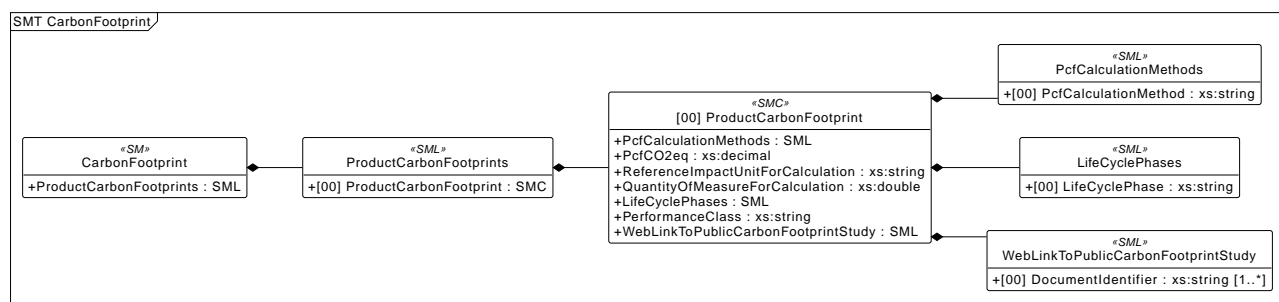 SMT CarbonFootprint
«SM»
CarbonFootprint
+ProductCarbonFootprints : SML
«SML»
ProductCarbonFootprints
+[00] ProductCarbonFootprint : SMC
«SMC»
[00] ProductCarbonFootprint
+PcfCalculationMethods : SML
+PcfCO2eq : xs:decimal
+ReferenceImpactUnitForCalculation : xs:string
+QuantityOfMeasureForCalculation : xs:double
+LifeCyclePhases : SML
+PerformanceClass : xs:string
+WebLinkToPublicCarbonFootprintStudy : SML
«SML»
PcfCalculationMethods
+[00] PcfCalculationMethod : xs:string
«SML»
LifeCyclePhases
+[00] LifeCyclePhase : xs:string
«SML»
WebLinkToPublicCarbonFootprintStudy
+[00] DocumentIdentifier : xs:string [1..*]